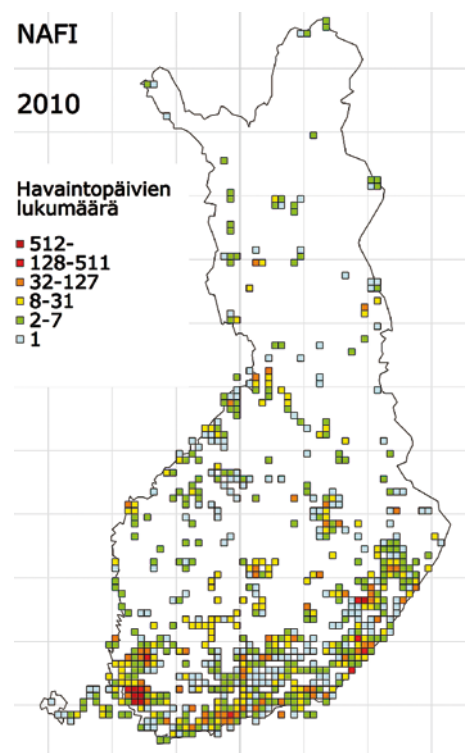 NAFI
2010
Havaintopäivien
lukumäärä
512-
128-511
32-127
8-31
2-7
1